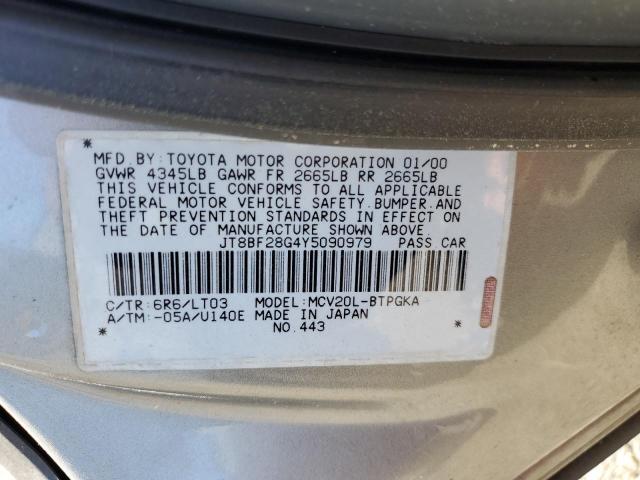 MFD. BY: TOYOTA MOTOR CORPORATION 01/00
GVWR 4345LB GAWR FR 2665LB RR 2665LB
THIS VEHICLE CONFORMS TO ALL APPLICABLE
FEDERAL MOTOR VEHICLE SAFETY, BUMPER, AND
THEFT PREVENTION STANDARDS IN EFFECT ON
THE DATE OF MANUFACTURE SHOWN ABOVE.
JT8BF28G4Y5090979 PASS CAR
C/TR: 6R6/LT03 MODEL: MCV20L-BTPGKA
A/TM: -05A/U140E MADE IN JAPAN
NO. 443